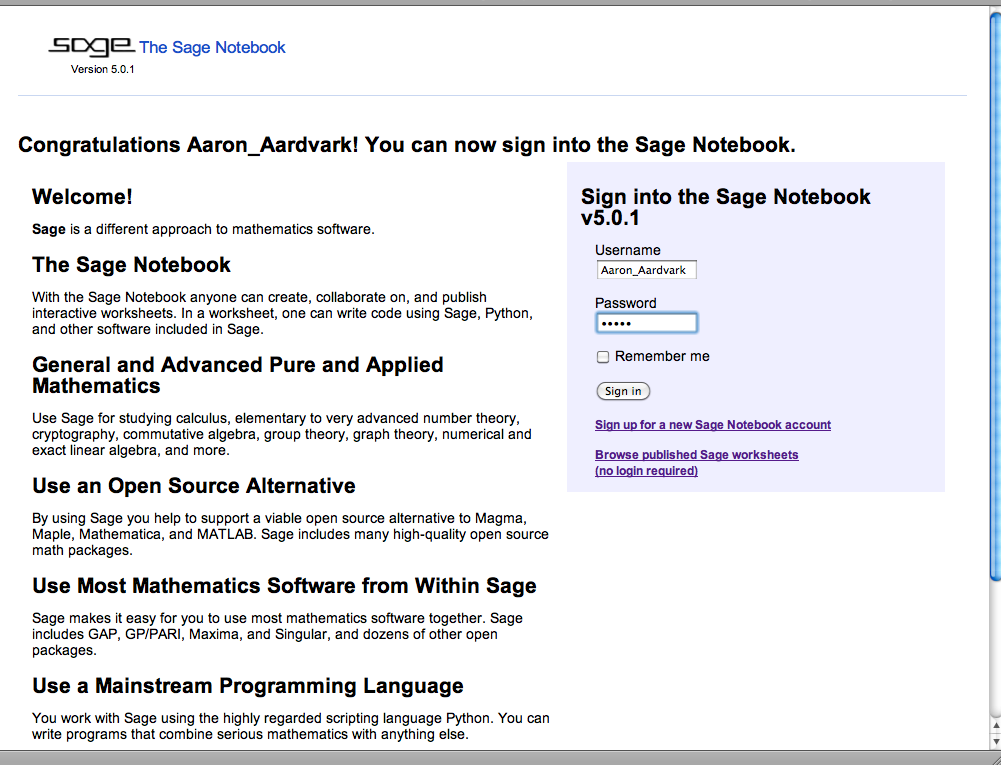 sage The Sage Notebook
Version 5.0.1
Congratulations Aaron_Aardvark! You can now sign into the Sage Notebook.
Welcome!
Sage is a different approach to mathematics software.
The Sage Notebook
With the Sage Notebook anyone can create, collaborate on, and publish
interactive worksheets. In a worksheet, one can write code using Sage, Python,
and other software included in Sage.
General and Advanced Pure and Applied
Mathematics
Use Sage for studying calculus, elementary to very advanced number theory,
cryptography, commutative algebra, group theory, graph theory, numerical and
exact linear algebra, and more.
Use an Open Source Alternative
By using Sage you help to support a viable open source alternative to Magma,
Maple, Mathematica, and MATLAB. Sage includes many high-quality open source
math packages.
Use Most Mathematics Software from Within Sage
Sage makes it easy for you to use most mathematics software together. Sage
includes GAP, GP/PARI, Maxima, and Singular, and dozens of other open
packages.
Use a Mainstream Programming Language
You work with Sage using the highly regarded scripting language Python. You can
write programs that combine serious mathematics with anything else.
Sign into the Sage Notebook
v5.0.1
Username
Aaron_Aardvark
Password
•••••
Remember me
Sign in
Sign up for a new Sage Notebook account
Browse published Sage worksheets
(no login required)